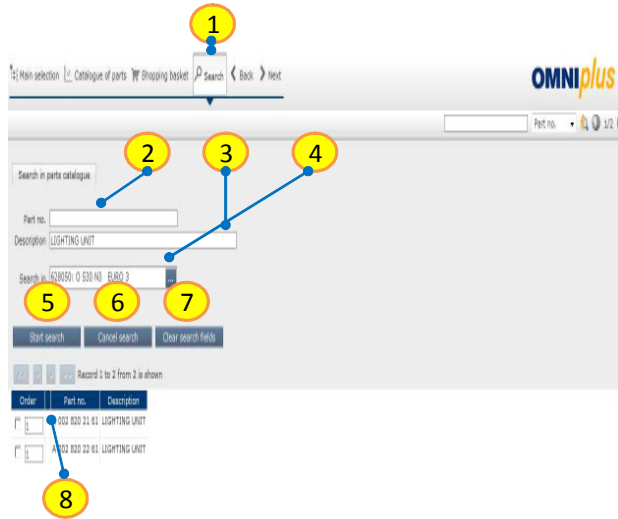 1
Main selection Catalogue of parts Shopping basket Search Back Next
OMNIplus
Part no. 1/2
2 3 4
Search in parts catalogue
Part no.
Description LIGHTING UNIT
Search in 628050: O 530 N3 EURO 3 ...
5 6 7
Start search Cancel search Clear search fields
Record 1 to 2 from 2 is shown
Order Part no. Description
1 002 820 21 61 LIGHTING UNIT
1 A 002 820 22 61 LIGHTING UNIT
8